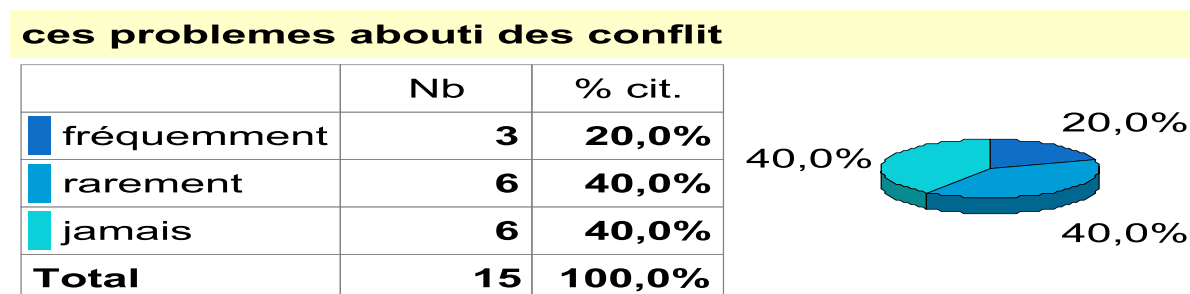 ces problemes abouti des conflit
Nb % cit.
fréquemment 3 20,0%
rarement 6 40,0%
jamais 6 40,0%
Total 15 100,0%
20,0%
40,0%
40,0%